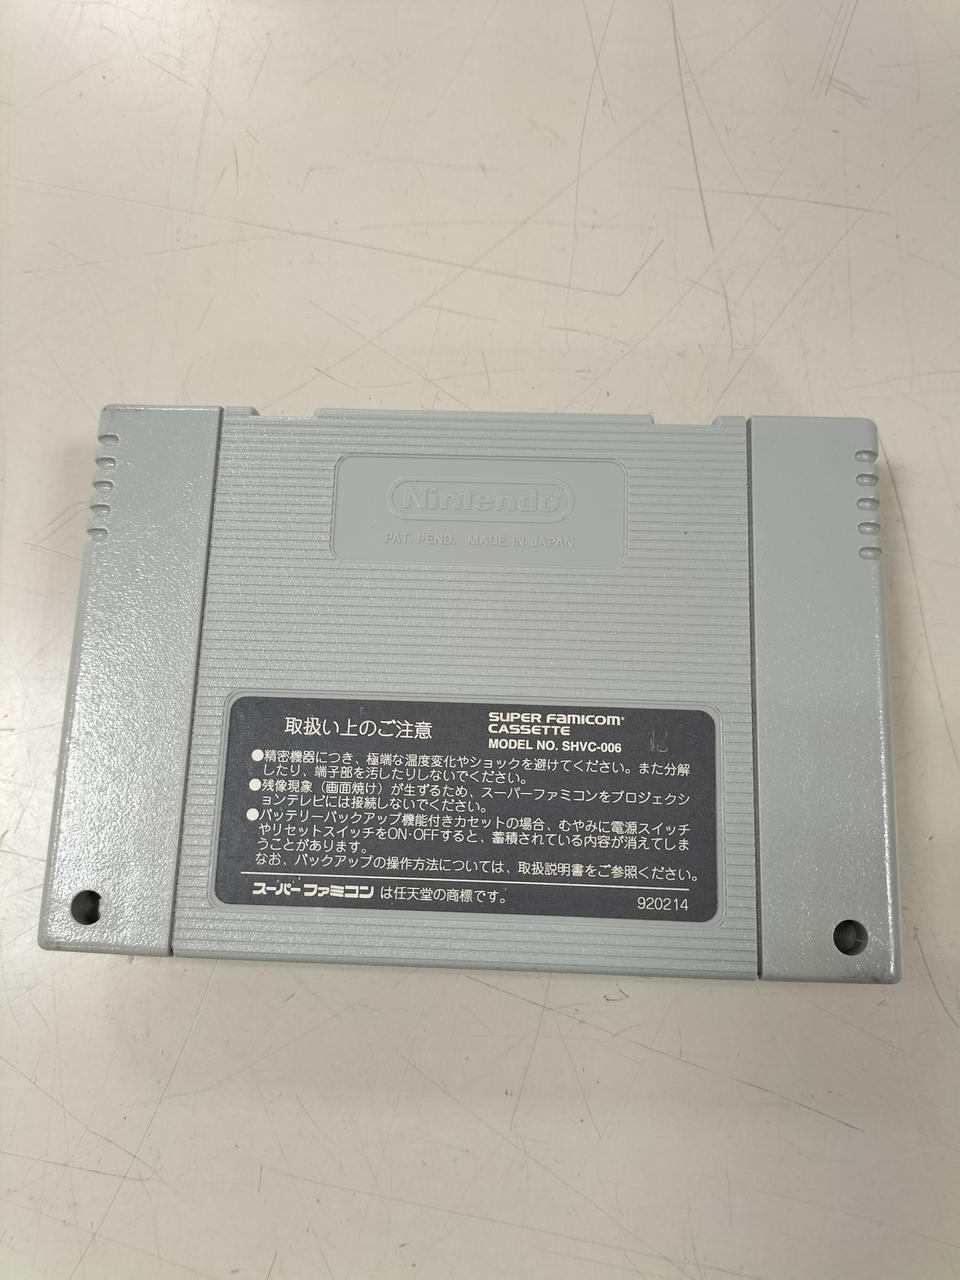 Nintendo
PAT. PEND. MADE IN JAPAN
取扱い上のご注意
SUPER FAMICOM
CASSETTE
MODEL NO. SHVC-006
●精密機器につき、極端な温度変化やショックを避けてください。また分解
したり、端子部を汚したりしないでください。
●残像現象（画面焼け）が生ずるため、スーパーファミコンをプロジェクシ
ョンテレビには接続しないでください。
●バッテリーバックアップ機能付きカセットの場合、むやみに電源スイッチ
やリセットスイッチをON・OFFすると、蓄積されている内容が消えてしま
うことがあります。
なお、バックアップの操作方法については、取扱説明書をご参照ください。
スーパーファミコン は任天堂の商標です。
920214